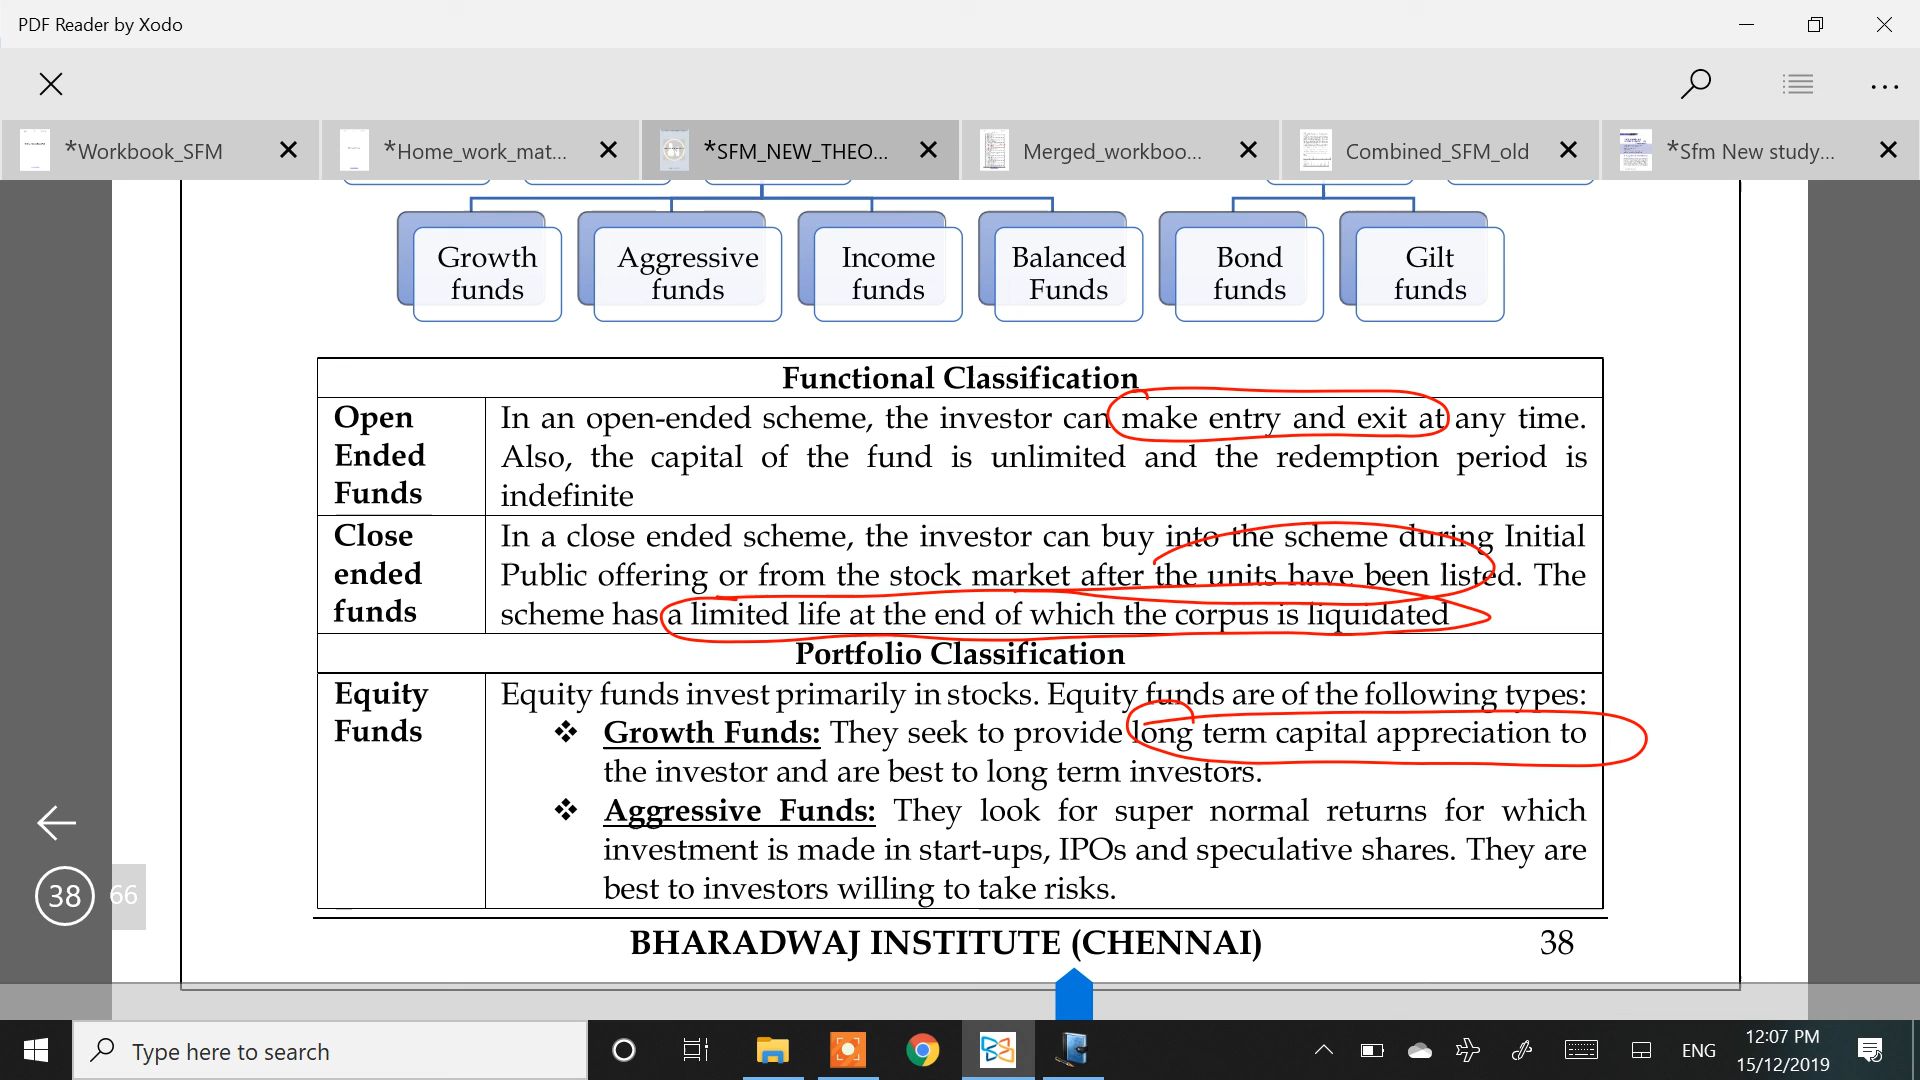 PDF Reader by Xodo
*Workbook_SFM
*Home_work_mat...
*SFM_NEW_THEO...
Merged_workboo...
Combined_SFM_old
*Sfm New study...
Growth funds
Aggressive funds
Income funds
Balanced Funds
Bond funds
Gilt funds
Functional Classification
Open Ended Funds
In an open-ended scheme, the investor can make entry and exit at any time.
Also, the capital of the fund is unlimited and the redemption period is
indefinite
Close ended funds
In a close ended scheme, the investor can buy into the scheme during Initial
Public offering or from the stock market after the units have been listed. The
scheme has a limited life at the end of which the corpus is liquidated
Portfolio Classification
Equity Funds
Equity funds invest primarily in stocks. Equity funds are of the following types:
❖ Growth Funds: They seek to provide long term capital appreciation to
the investor and are best to long term investors.
❖ Aggressive Funds: They look for super normal returns for which
investment is made in start-ups, IPOs and speculative shares. They are
best to investors willing to take risks.
BHARADWAJ INSTITUTE (CHENNAI) 38
38 66
Type here to search
ENG
12:07 PM
15/12/2019